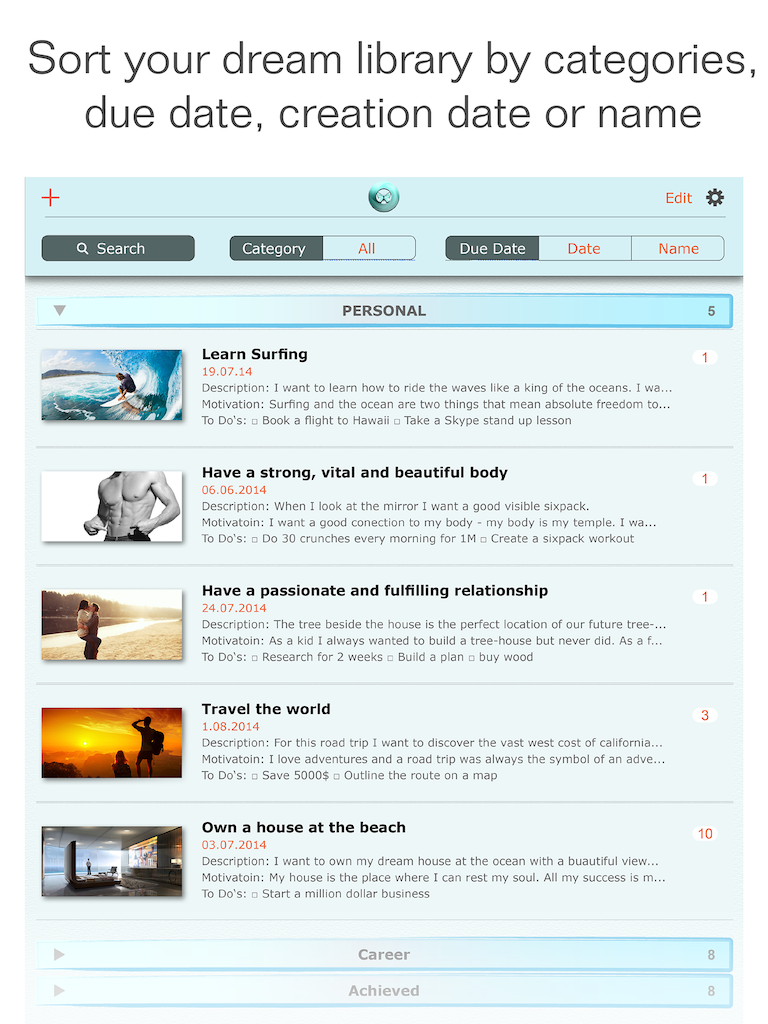 Sort your dream library by categories,
due date, creation date or name
Edit
Search
Category
All
Due Date
Date
Name
PERSONAL
5
Learn Surfing
1
19.07.14
Description: I want to learn how to ride the waves like a king of the oceans. I wa...
Motivation: Surfing and the ocean are two things that mean absolute freedom to...
To Do's: □ Book a flight to Hawaii □ Take a Skype stand up lesson
Have a strong, vital and beautiful body
1
06.06.2014
Description: When I look at the mirror I want a good visible sixpack.
Motivatoin: I want a good conection to my body - my body is my temple. I wa...
To Do's: □ Do 30 crunches every morning for 1M □ Create a sixpack workout
Have a passionate and fulfilling relationship
1
24.07.2014
Description: The tree beside the house is the perfect location of our future tree-...
Motivatoin: As a kid I always wanted to build a tree-house but never did. As a f...
To Do's: □ Research for 2 weeks □ Build a plan □ buy wood
Travel the world
3
1.08.2014
Description: For this road trip I want to discover the vast west cost of california...
Motivatoin: I love adventures and a road trip was always the symbol of an adve...
To Do's: □ Save 5000$ □ Outline the route on a map
Own a house at the beach
10
03.07.2014
Description: I want to own my dream house at the ocean with a buautiful view...
Motivatoin: My house is the place where I can rest my soul. All my success is m...
To Do's: □ Start a million dollar business
Career
8
Achieved
8